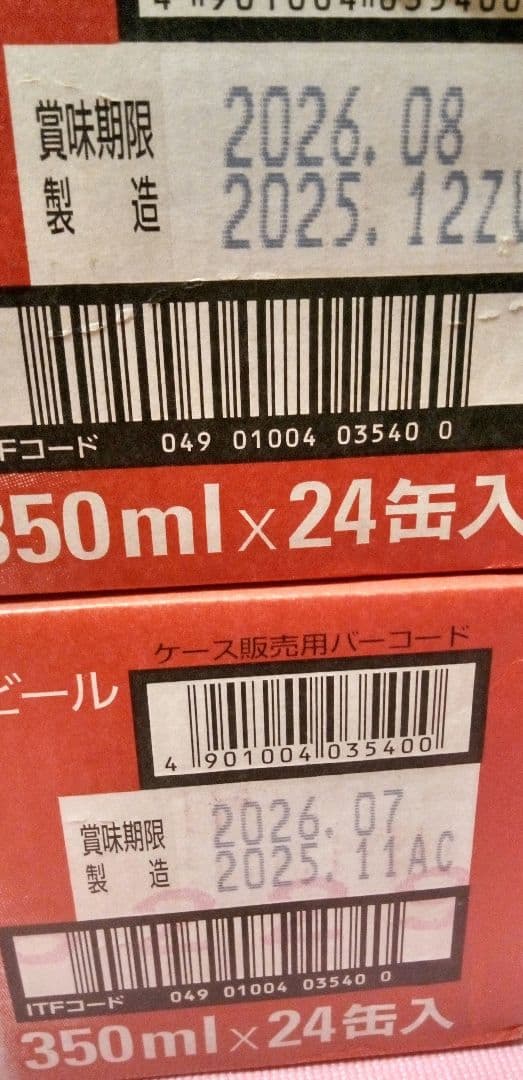 4 901004 035400
賞味期限 2026.08
製造 2025.12Z
Fコード 049 01004 03540 0
350ml×24缶入
ケース販売用バーコード
ビール
4 901004 035400
賞味期限 2026.07
製造 2025.11AC
ITFコード 049 01004 03540 0
350ml×24缶入